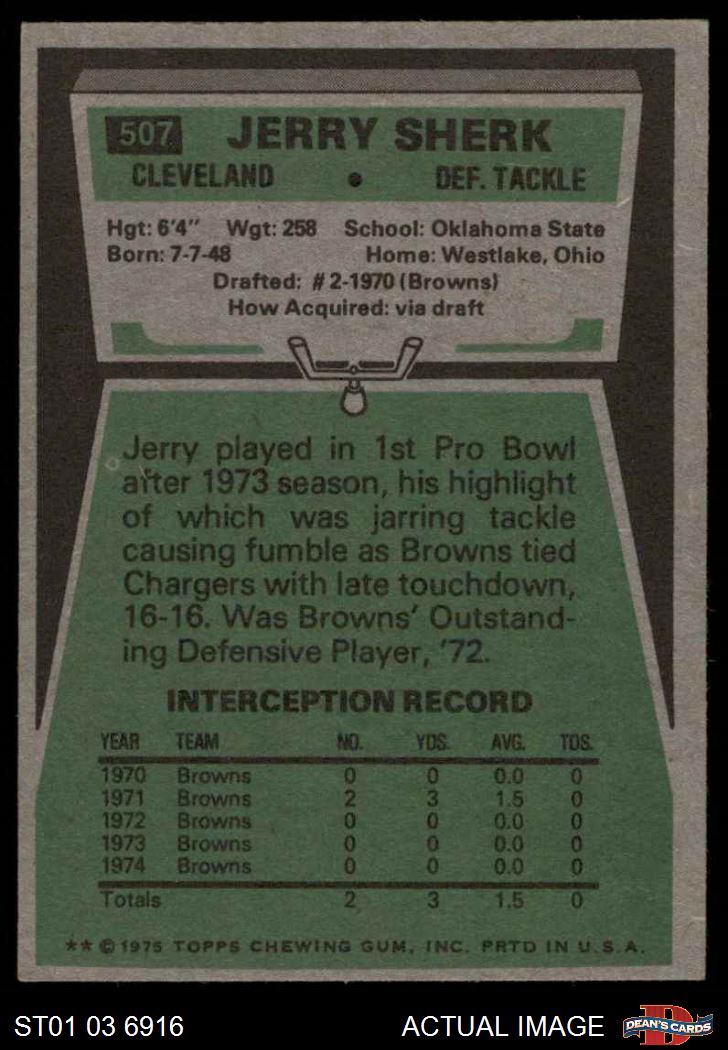 507 JERRY SHERK
CLEVELAND • DEF. TACKLE
Hgt: 6'4" Wgt: 258 School: Oklahoma State
Born: 7-7-48 Home: Westlake, Ohio
Drafted: #2-1970 (Browns)
How Acquired: via draft
Jerry played in 1st Pro Bowl
after 1973 season, his highlight
of which was jarring tackle
causing fumble as Browns tied
Chargers with late touchdown,
16-16. Was Browns' Outstand-
ing Defensive Player, '72.
INTERCEPTION RECORD
YEAR TEAM NO. YDS. AVG. TDS.
1970 Browns 0 0 0.0 0
1971 Browns 2 3 1.5 0
1972 Browns 0 0 0.0 0
1973 Browns 0 0 0.0 0
1974 Browns 0 0 0.0 0
Totals 2 3 1.5 0
** © 1975 TOPPS CHEWING GUM, INC. PRTD IN U.S.A.
ST01 03 6916 ACTUAL IMAGE D DEAN'S CARDS